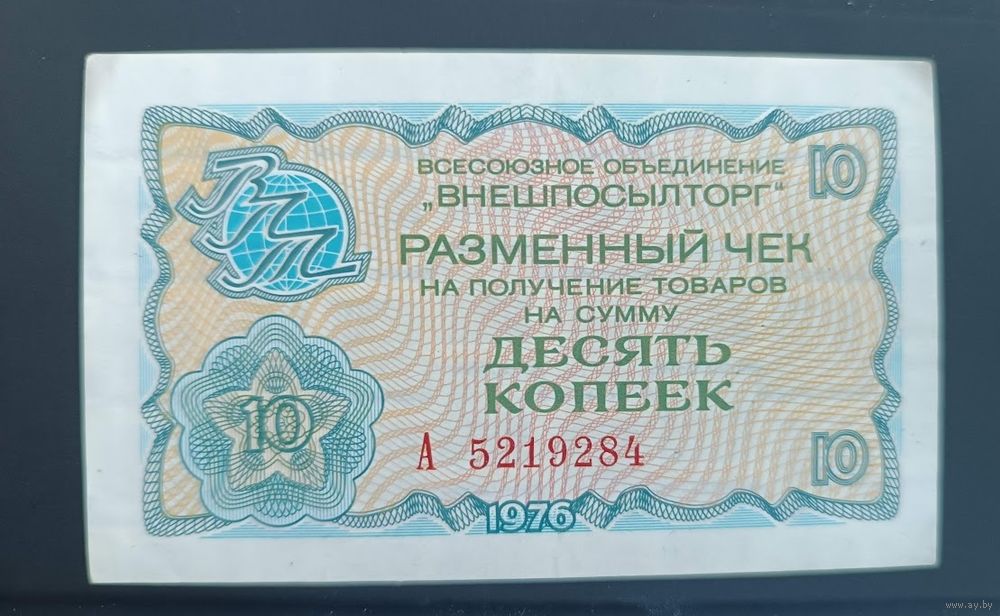 ВПТ
ВСЕСОЮЗНОЕ ОБЪЕДИНЕНИЕ
„ВНЕШПОСЫЛТОРГ“
10
РАЗМЕННЫЙ ЧЕК
НА ПОЛУЧЕНИЕ ТОВАРОВ
НА СУММУ
ДЕСЯТЬ
КОПЕЕК
10
А 5219284
10
1976
www.ay.by